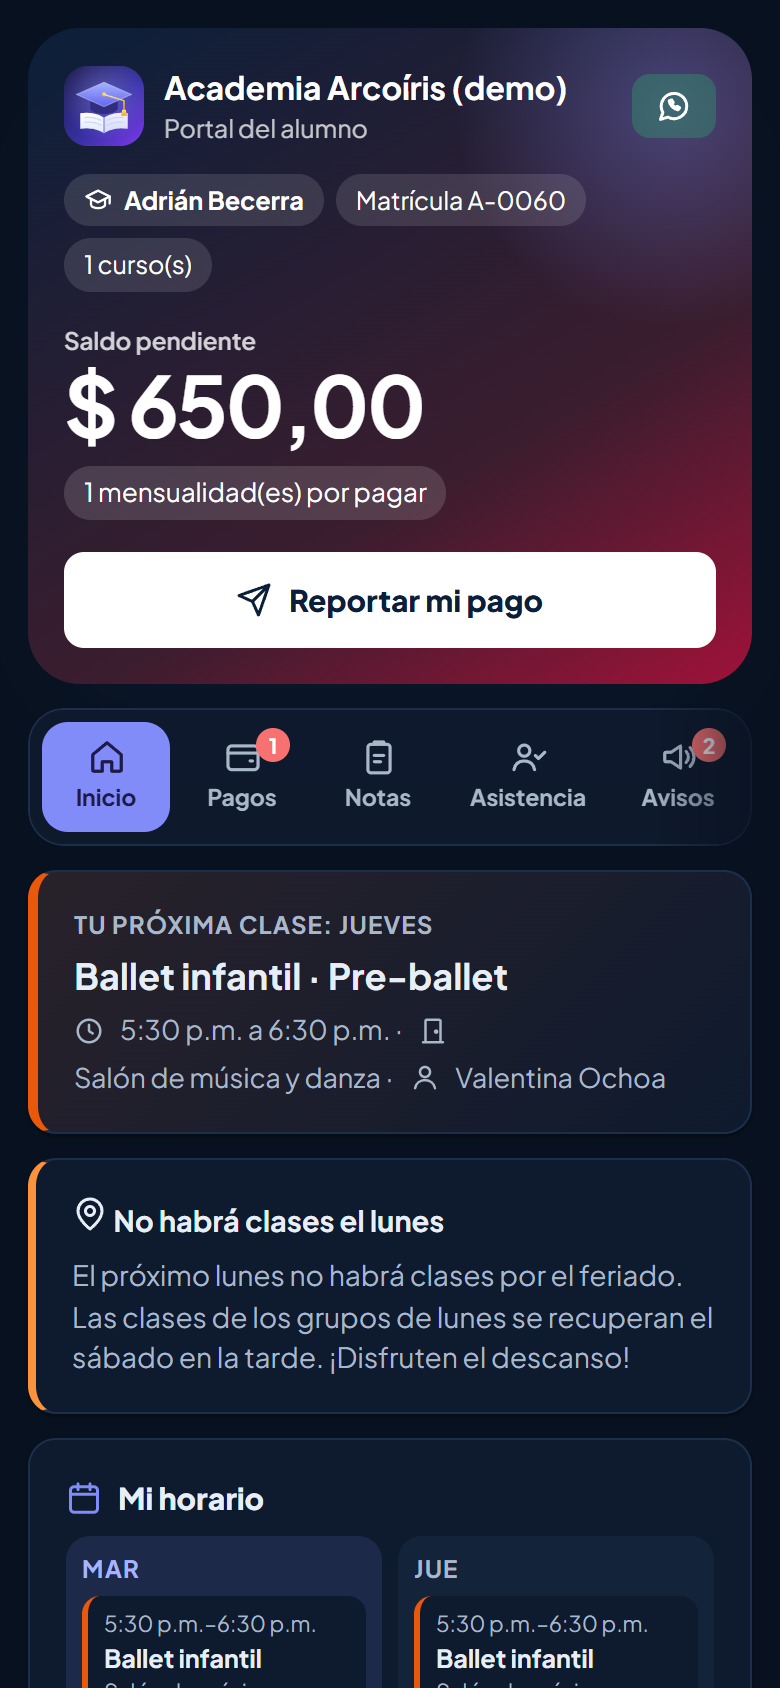 Academia Arcoíris (demo)
Portal del alumno
Adrián Becerra
Matrícula A-0060
1 curso(s)
Saldo pendiente
$ 650,00
1 mensualidad(es) por pagar
Reportar mi pago
1
2
Inicio
Pagos
Notas
Asistencia
Avisos
TU PRÓXIMA CLASE: JUEVES
Ballet infantil · Pre-ballet
5:30 p.m. a 6:30 p.m. ·
Salón de música y danza · Valentina Ochoa
No habrá clases el lunes
El próximo lunes no habrá clases por el feriado.
Las clases de los grupos de lunes se recuperan el
sábado en la tarde. ¡Disfruten el descanso!
Mi horario
MAR
5:30 p.m.–6:30 p.m.
Ballet infantil
JUE
5:30 p.m.–6:30 p.m.
Ballet infantil